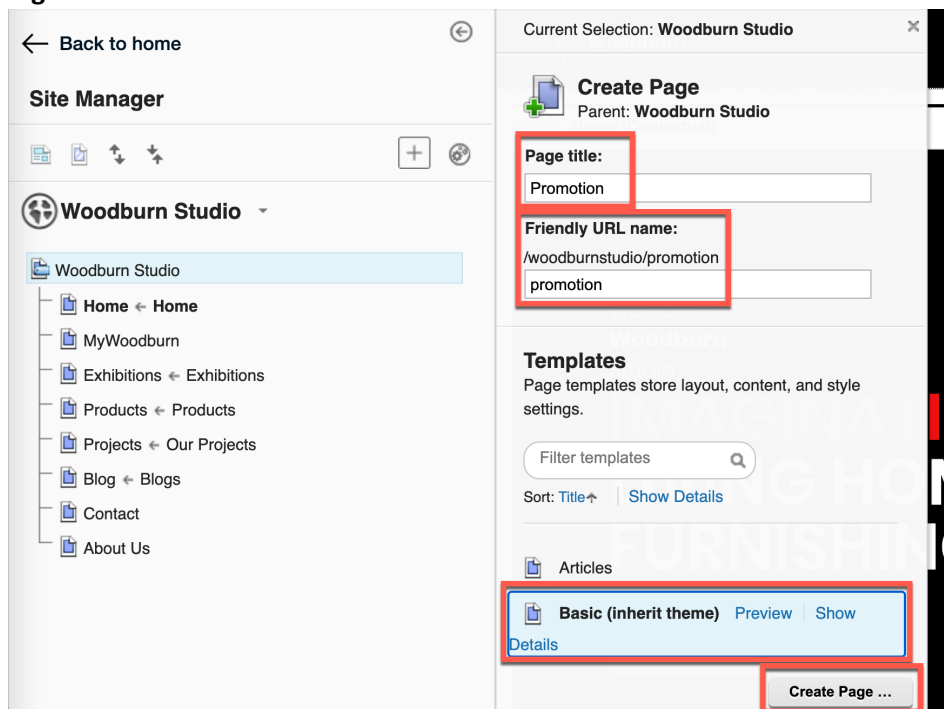 Back to home
Site Manager
Woodburn Studio
Woodburn Studio
Home ← Home
MyWoodburn
Exhibitions ← Exhibitions
Products ← Products
Projects ← Our Projects
Blog ← Blogs
Contact
About Us
Current Selection: Woodburn Studio
Create Page
Parent: Woodburn Studio
Page title:
Promotion
Friendly URL name:
/woodburnstudio/promotion
promotion
Woodburn
Templates
Page templates store layout, content, and style
settings.
IMAGINATI
Filter templates
Sort: Title Show Details
FURNISHING
Articles
Basic (inherit theme) Preview Show
Details
Create Page ...